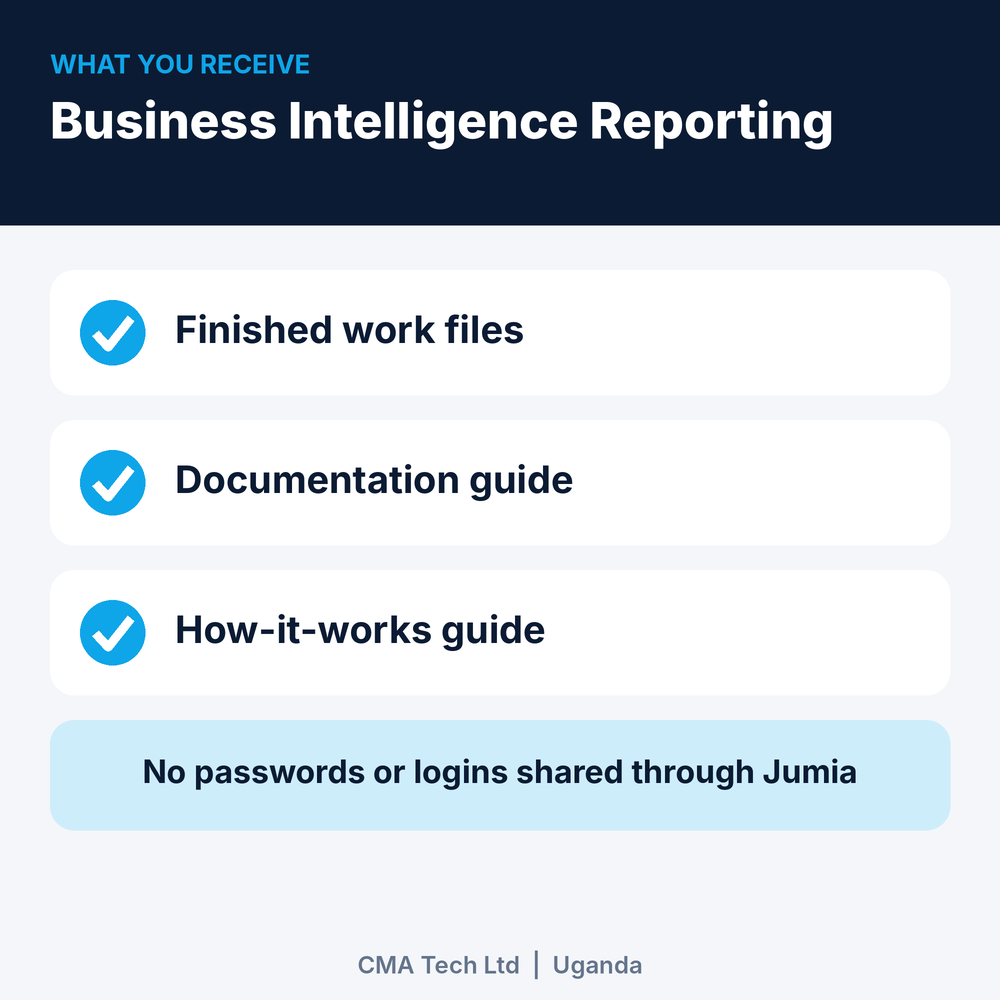 WHAT YOU RECEIVE
Business Intelligence Reporting
Finished work files
Documentation guide
How-it-works guide
No passwords or logins shared through Jumia
CMA Tech Ltd | Uganda